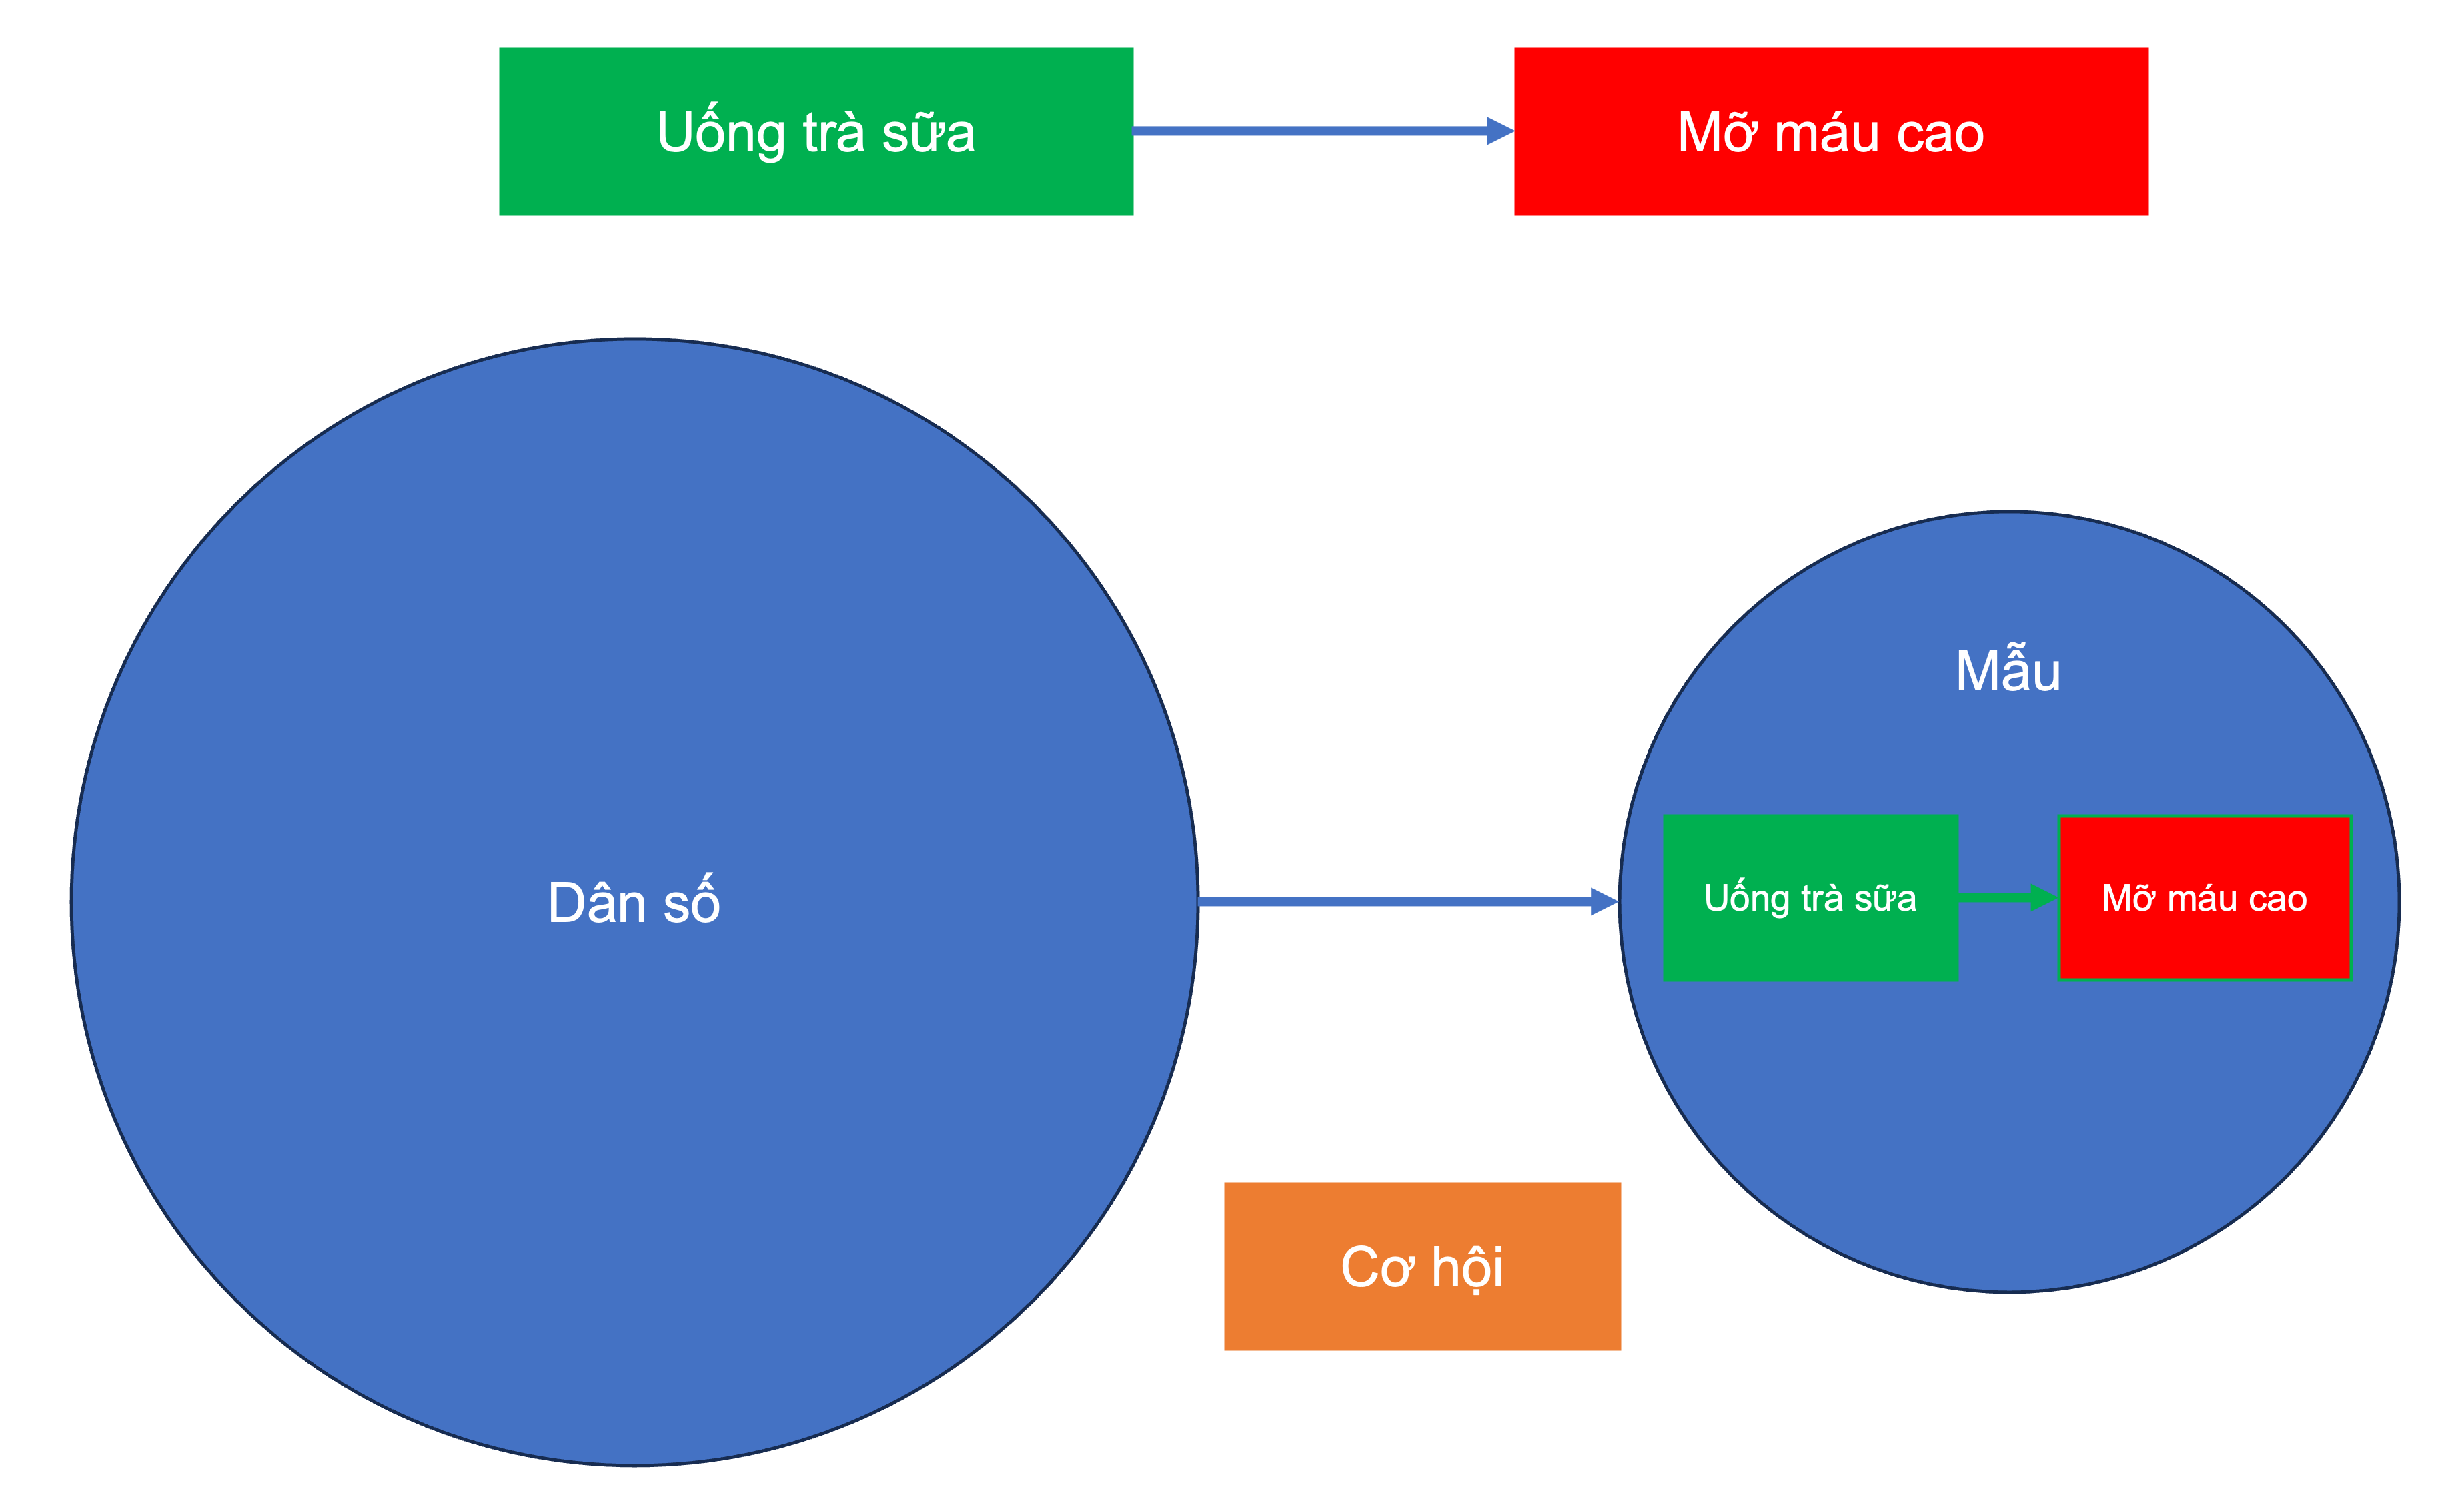 Uống trà sữa
Mỡ máu cao
Mẫu
Dân số
Uống trà sữa
Mỡ máu cao
Cơ hội